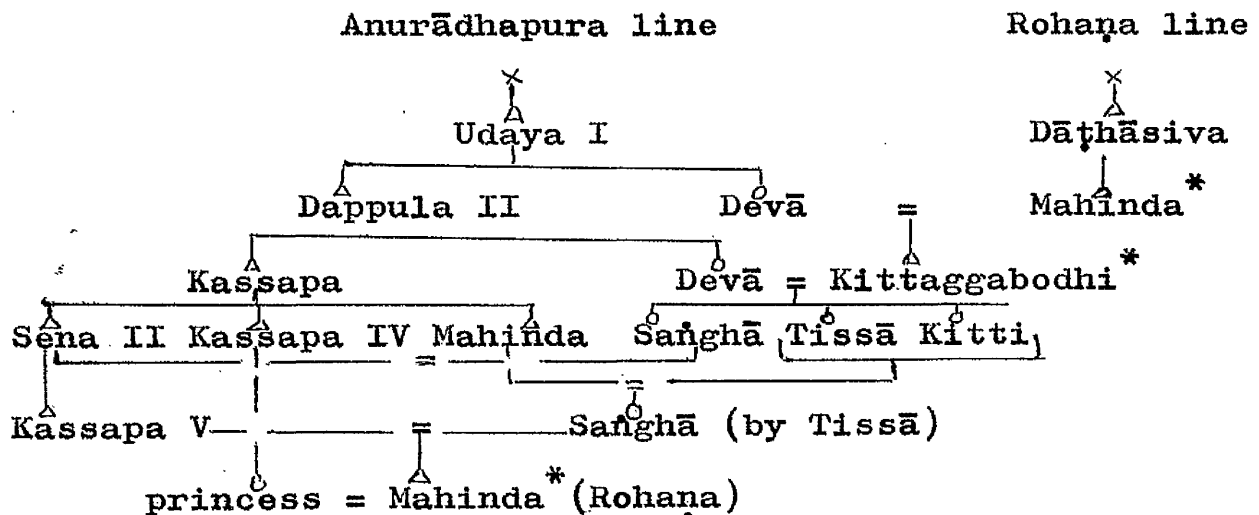 Anurādhapura line Rohaṇa line
Udaya I Dāṭhāsiva
Dappula II Devā = Mahinda*
Kassapa Devā = Kittaggabodhi*
Sena II Kassapa IV Mahinda Saṅghā Tissā Kitti
=
=
Kassapa V = Saṅghā (by Tissā)
princess = Mahinda* (Rohaṇa)